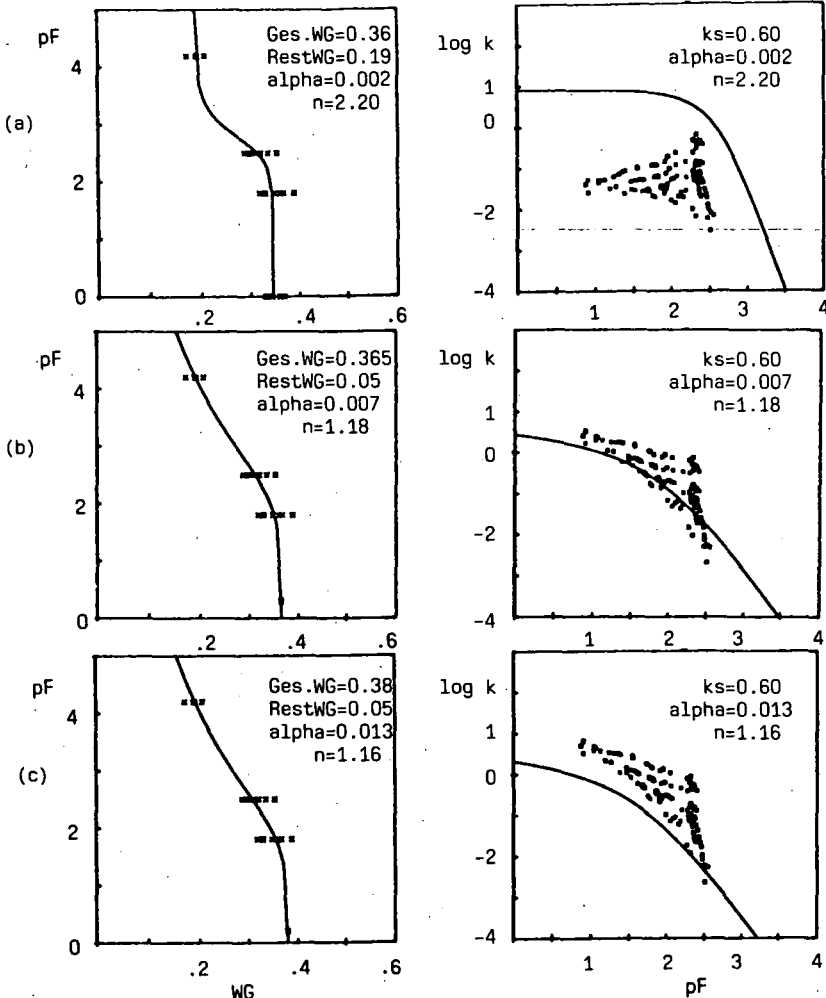 (a)
pF
4
2
0
.2
.4
.6
Ges.WG=0.36
RestWG=0.19
alpha=0.002
n=2.20
log k
1
0
-2
-4
1
2
3
4
ks=0.60
alpha=0.002
n=2.20
(b)
pF
4
2
0
.2
.4
.6
Ges.WG=0.365
RestWG=0.05
alpha=0.007
n=1.18
log k
1
0
-2
-4
1
2
3
4
ks=0.60
alpha=0.007
n=1.18
(c)
pF
4
2
0
.2
.4
.6
WG
Ges.WG=0.38
RestWG=0.05
alpha=0.013
n=1.16
log k
1
0
-2
-4
1
2
3
4
pF
ks=0.60
alpha=0.013
n=1.16